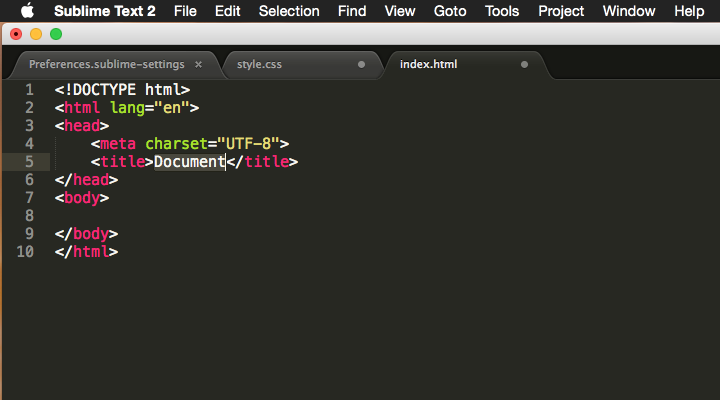 Sublime Text 2 File Edit Selection Find View Goto Tools Project Window Help
Preferences.sublime-settings × style.css index.html
1 <!DOCTYPE html>
2 <html lang="en">
3 <head>
4     <meta charset="UTF-8">
5     <title>Document</title>
6 </head>
7 <body>
8
9 </body>
10 </html>